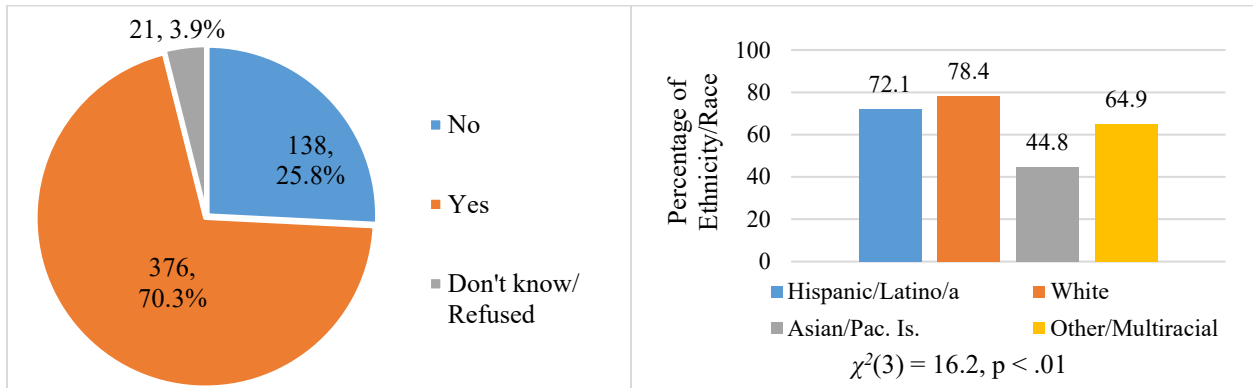 21, 3.9%
138,
25.8%
376,
70.3%
No
Yes
Don't know/
Refused
Percentage of
Ethnicity/Race
100
80
60
40
20
0
72.1
78.4
44.8
64.9
Hispanic/Latino/a
White
Asian/Pac. Is.
Other/Multiracial
χ²(3) = 16.2, p < .01